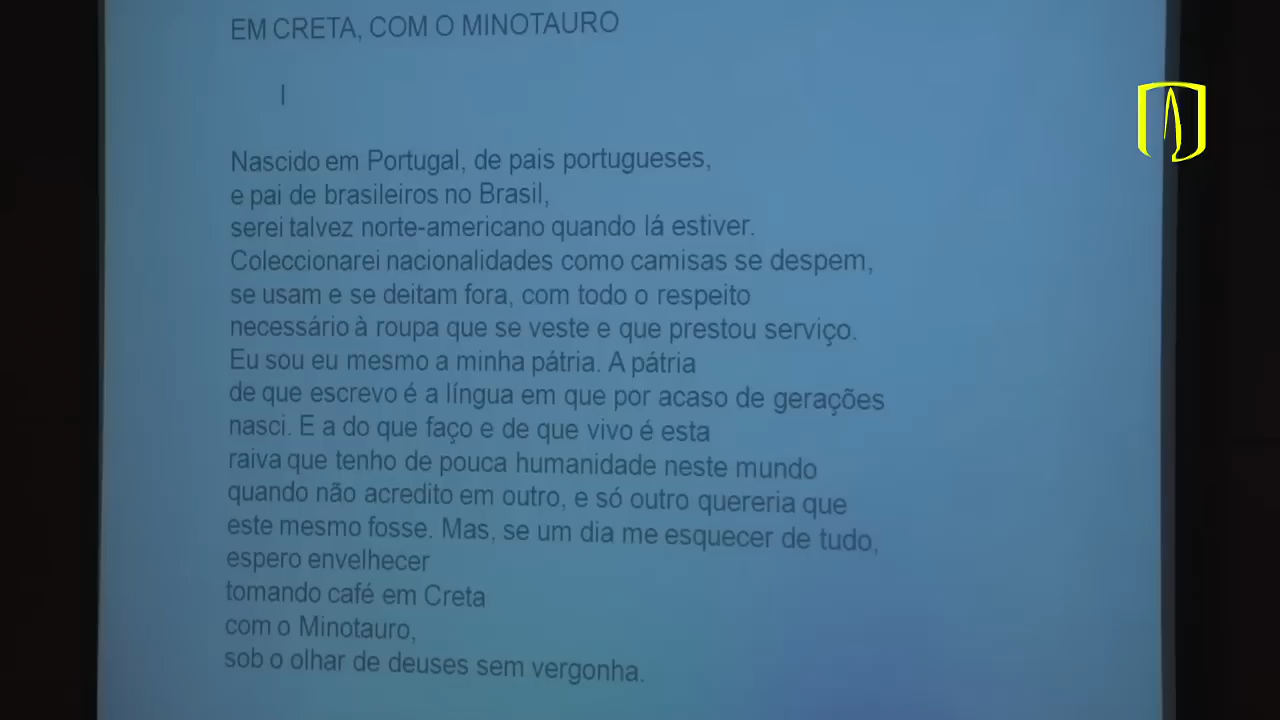 EM CRETA, COM O MINOTAURO
I
Nascido em Portugal, de pais portugueses,
e pai de brasileiros no Brasil,
serei talvez norte-americano quando lá estiver.
Coleccionarei nacionalidades como camisas se despem,
se usam e se deitam fora, com todo o respeito
necessário à roupa que se veste e que prestou serviço.
Eu sou eu mesmo a minha pátria. A pátria
de que escrevo é a língua em que por acaso de gerações
nasci. E a do que faço e de que vivo é esta
raiva que tenho de pouca humanidade neste mundo
quando não acredito em outro, e só outro quereria que
este mesmo fosse. Mas, se um dia me esquecer de tudo,
espero envelhecer
tomando café em Creta
com o Minotauro,
sob o olhar de deuses sem vergonha.